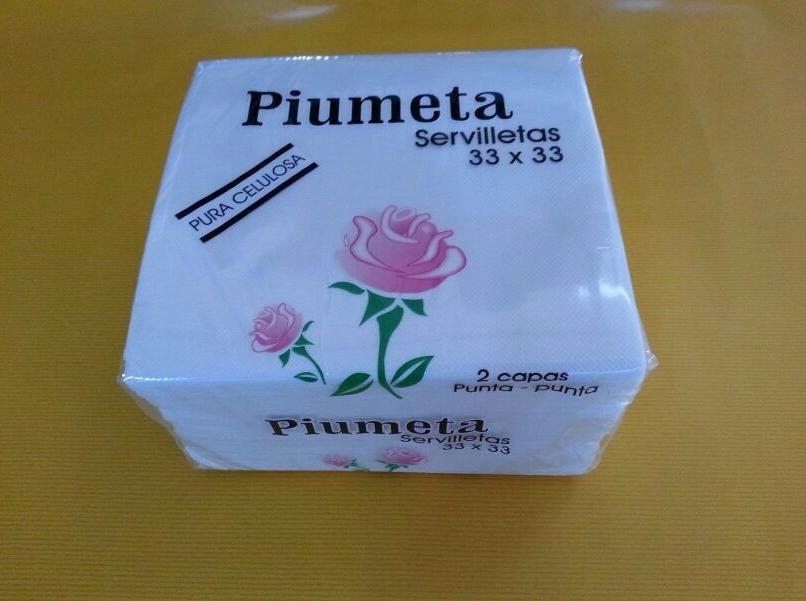 Piumeta
Servilletas
33 x 33
PURA CELULOSA
2 capas
Punta - punta
Piumeta
Servilletas
33 x 33